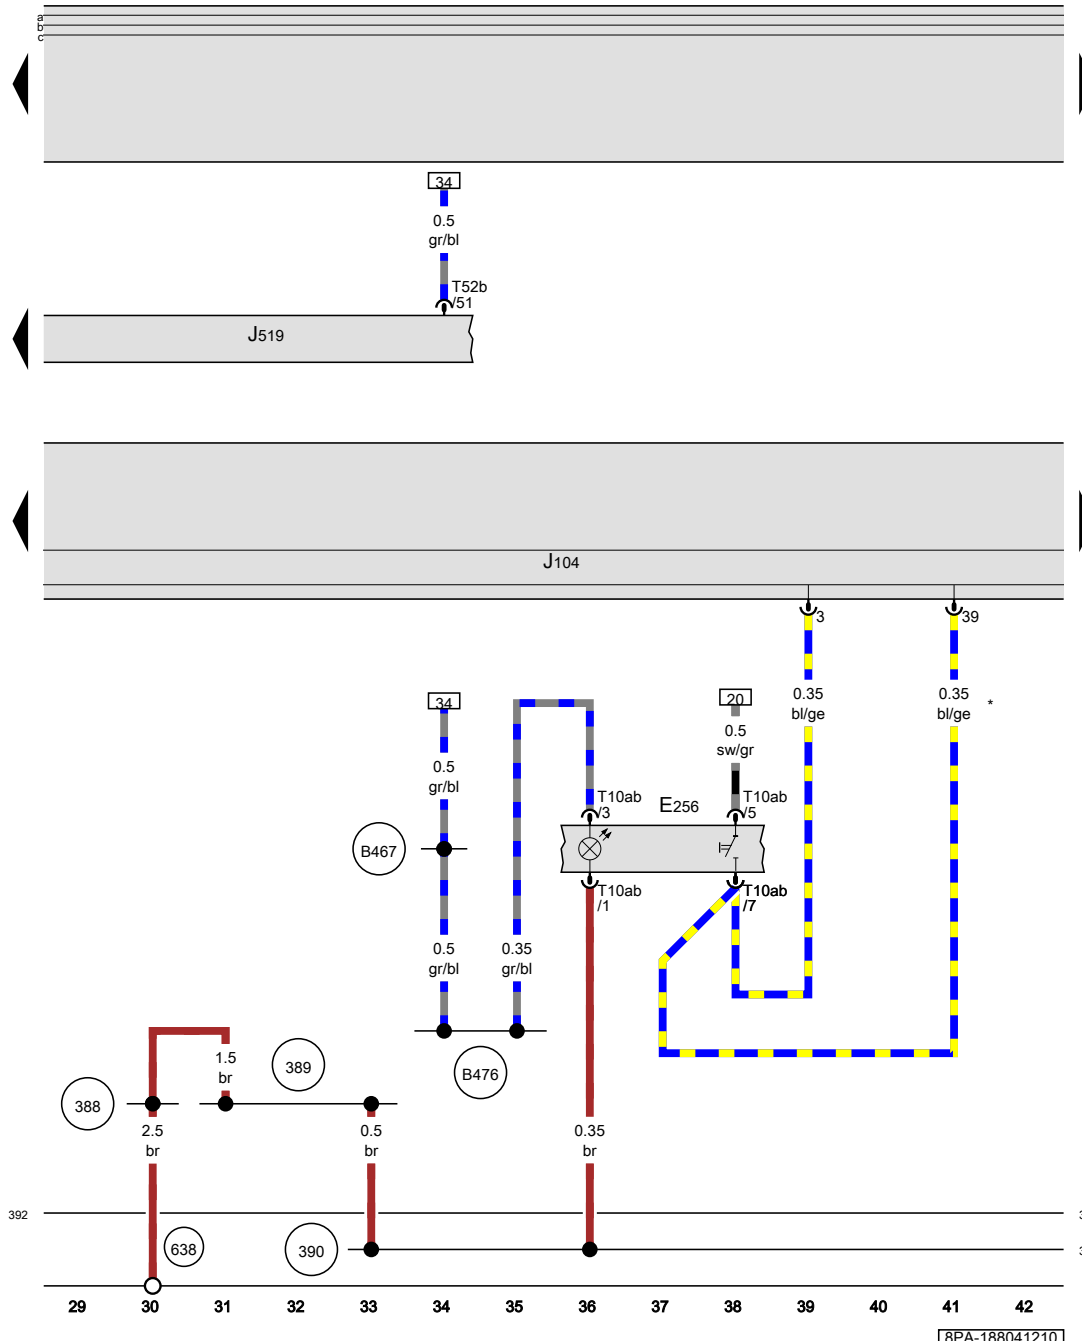 a
b
c
34
0.5
gr/bl
T52b
/51
J519
J104
3
39
34
20
0.35
bl/ge
0.35
bl/ge
*
0.5
sw/gr
0.5
gr/bl
T10ab
/3
E256
T10ab
/5
B467
T10ab
/1
T10ab
/7
0.5
gr/bl
0.35
gr/bl
1.5
br
389
B476
388
2.5
br
0.5
br
0.35
br
392
638
390
29 30 31 32 33 34 35 36 37 38 39 40 41 42
8PA-188041210